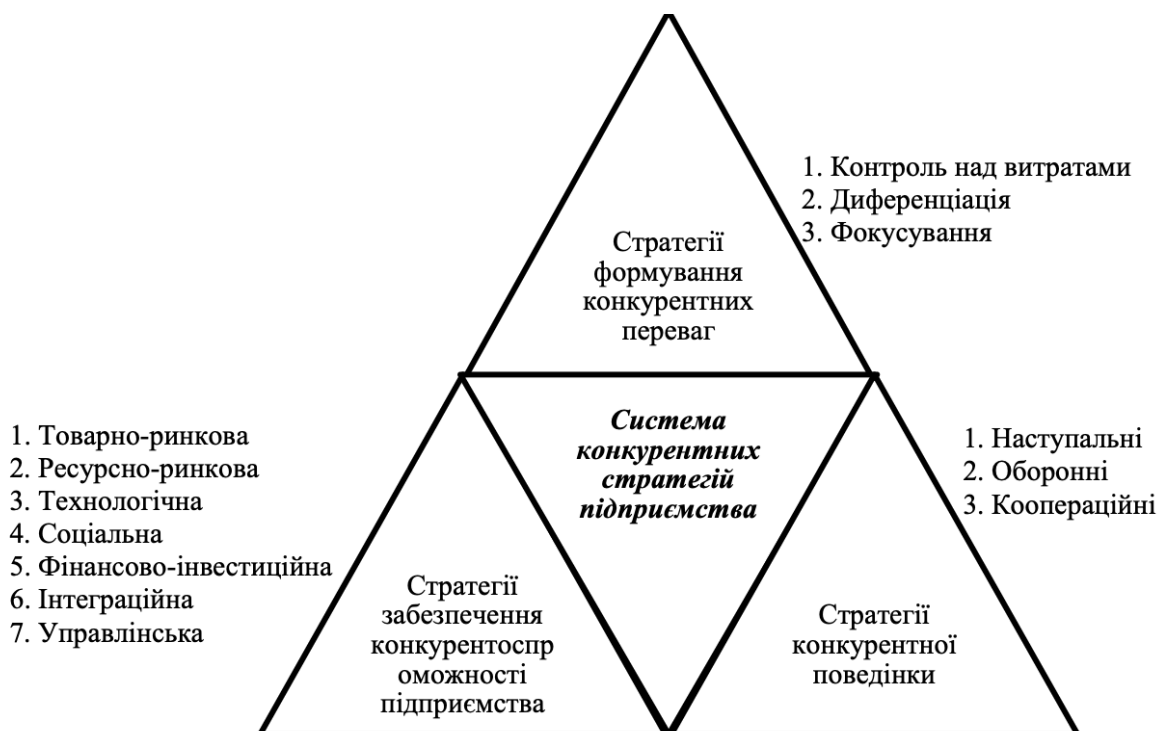 1. Контроль над витратами
2. Диференціація
3. Фокусування
Стратегії
формування
конкурентних
переваг
Система
конкурентних
стратегій
підприємства
1. Товарно-ринкова
2. Ресурсно-ринкова
3. Технологічна
4. Соціальна
5. Фінансово-інвестиційна
6. Інтеграційна
7. Управлінська
1. Наступальні
2. Оборонні
3. Коопераційні
Стратегії
забезпечення
конкурентоспр
оможності
підприємства
Стратегії
конкурентної
поведінки